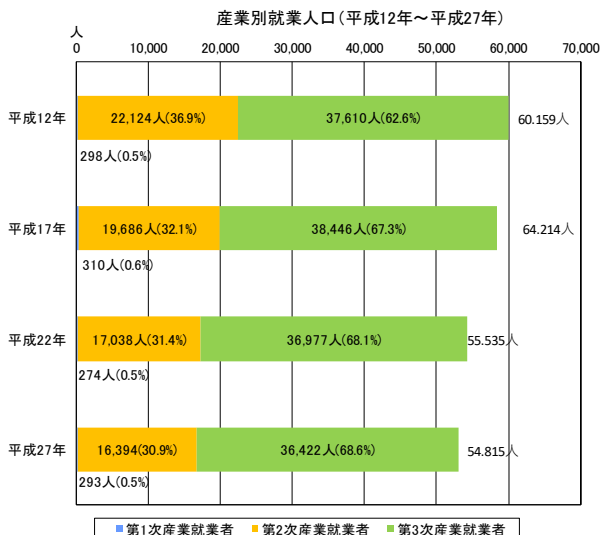 産業別就業人口(平成12年～平成27年)
人
0 10,000 20,000 30,000 40,000 50,000 60,000 70,000
平成12年 22,124人(36.9%) 37,610人(62.6%) 60.159人
298人(0.5%)
平成17年 19,686人(32.1%) 38,446人(67.3%) 64.214人
310人(0.6%)
平成22年 17,038人(31.4%) 36,977人(68.1%) 55.535人
274人(0.5%)
平成27年 16,394(30.9%) 36,422人(68.6%) 54.815人
293人(0.5%)
第1次産業就業者 第2次産業就業者 第3次産業就業者